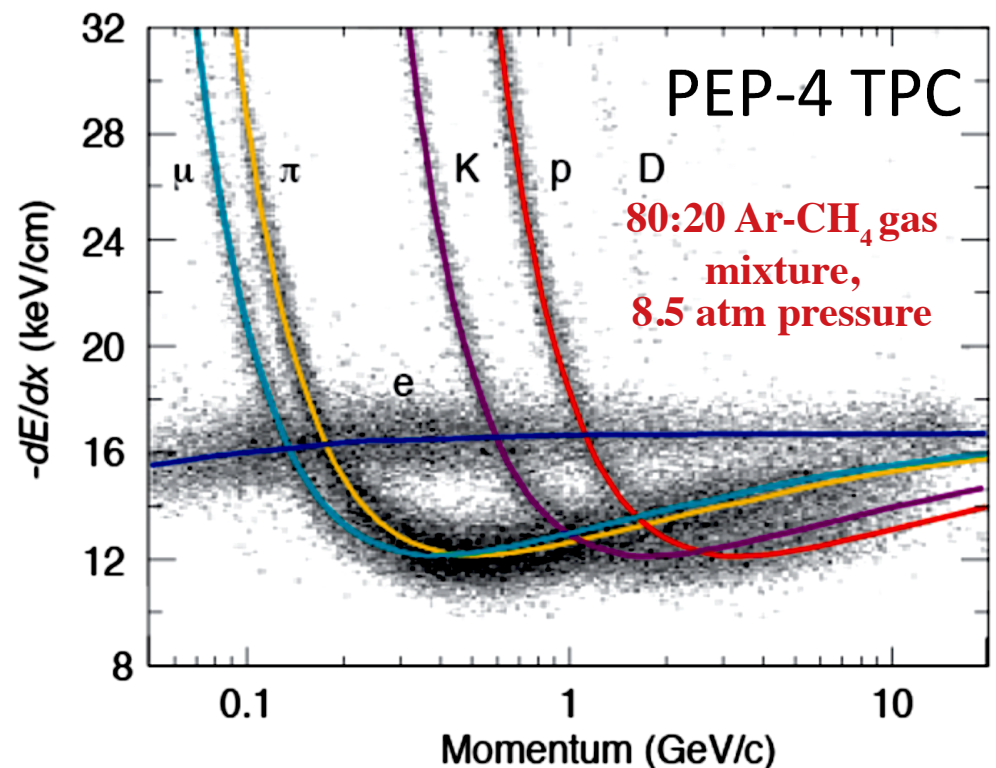 32
28
24
20
16
12
8
-dE/dx (keV/cm)
PEP-4 TPC
μ π K p D
80:20 Ar-CH₄ gas
mixture,
8.5 atm pressure
e
0.1 1 10
Momentum (GeV/c)